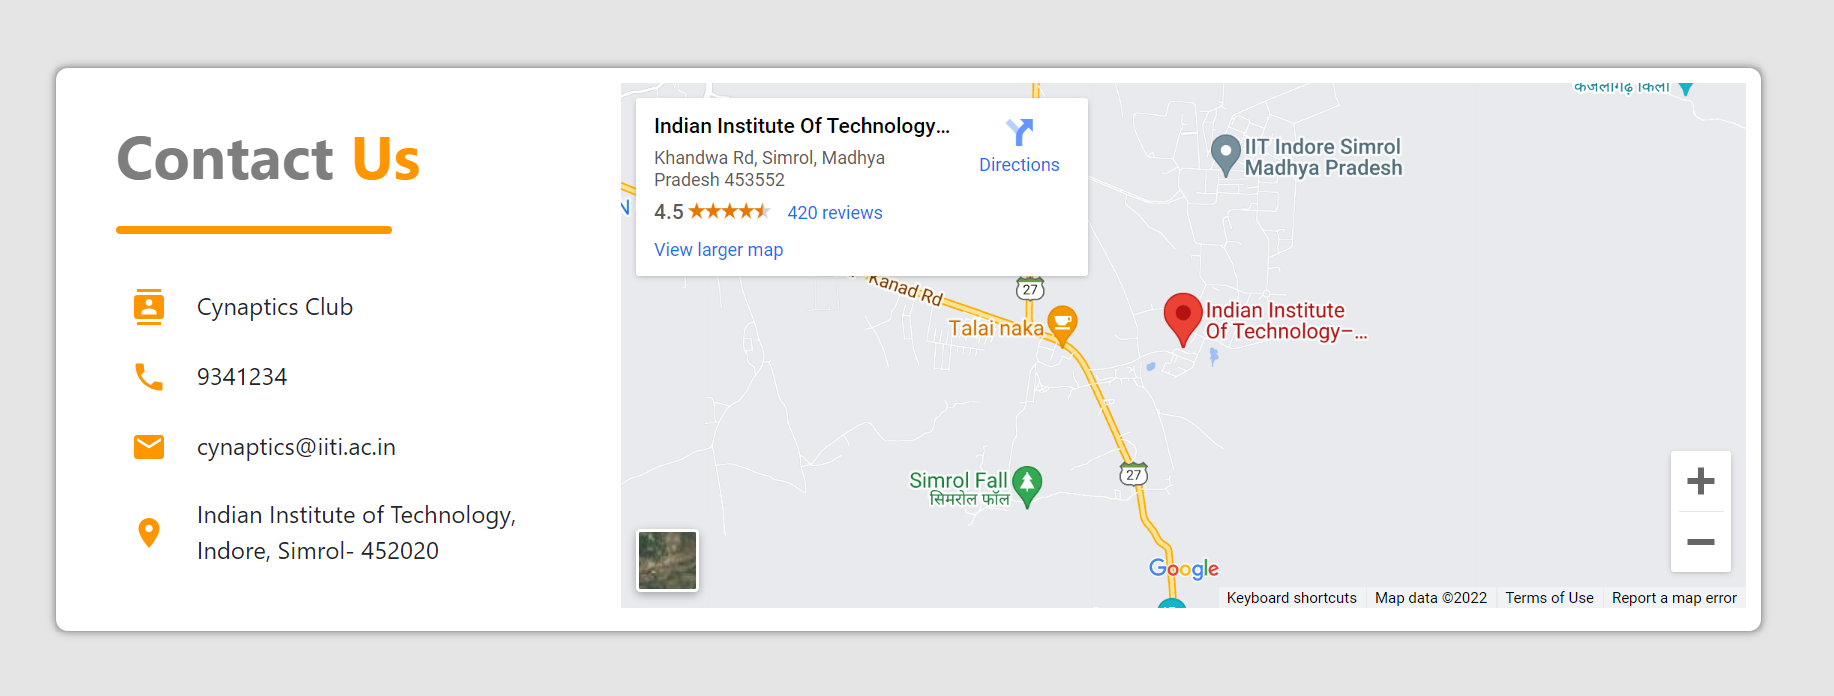 Contact Us
Cynaptics Club
9341234
cynaptics@iiti.ac.in
Indian Institute of Technology,
Indore, Simrol- 452020
Indian Institute Of Technology...
Khandwa Rd, Simrol, Madhya
Pradesh 453552
4.5
420 reviews
View larger map
Directions
N
कजलीगढ़ किला
IIT Indore Simrol
Madhya Pradesh
Kanad Rd
27
Talai naka
Indian Institute
Of Technology–...
Simrol Fall
सिमरोल फॉल
27
Google
Keyboard shortcuts
Map data ©2022
Terms of Use
Report a map error